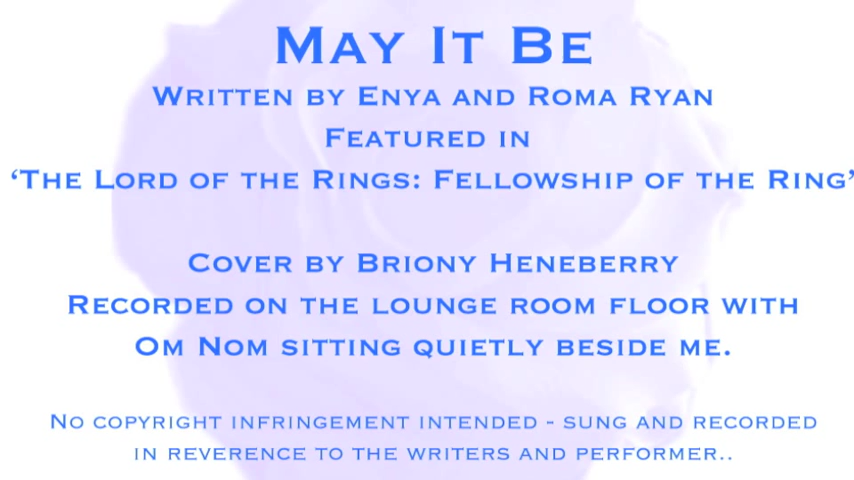 May It Be
Written by Enya and Roma Ryan
Featured in
‘The Lord of the Rings: Fellowship of the Ring’
Cover by Briony Heneberry
Recorded on the lounge room floor with
Om Nom sitting quietly beside me.
No copyright infringement intended - sung and recorded
in reverence to the writers and performer..